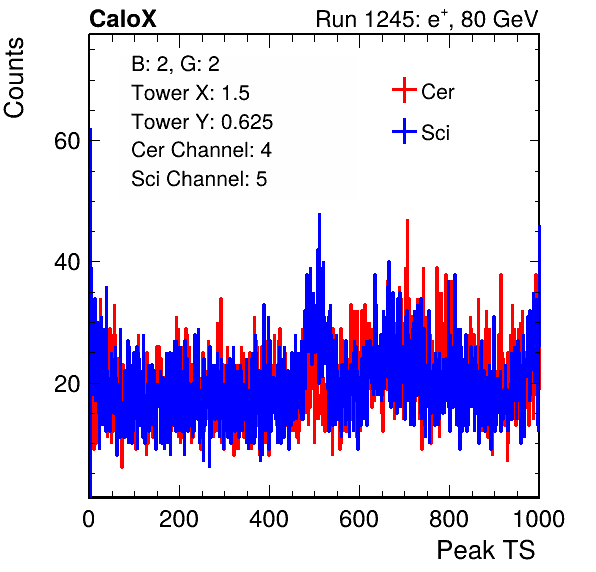 CaloX Run 1245: e+, 80 GeV
Counts
B: 2, G: 2
Tower X: 1.5
Tower Y: 0.625
Cer Channel: 4
Sci Channel: 5
Cer
Sci
60
40
20
0 200 400 600 800 1000
Peak TS